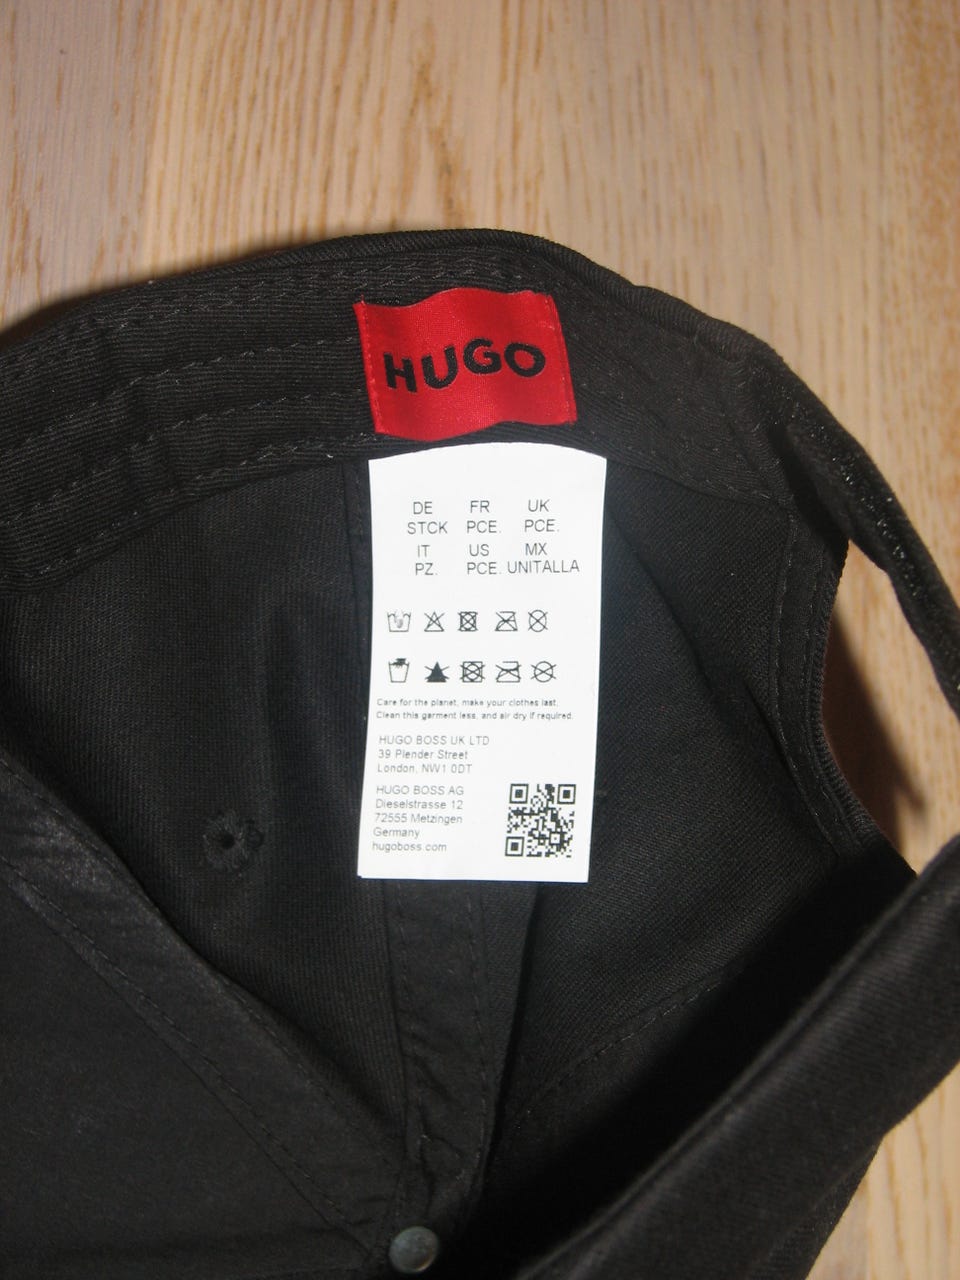 HUGO
DE FR UK
STCK PCE. PCE.
IT US MX
PZ. PCE. UNITALLA
Care for the planet, make your clothes last.
Clean this garment less, and air dry if required.
HUGO BOSS UK LTD
39 Plender Street
London, NW1 0DT
HUGO BOSS AG
Dieselstrasse 12
72555 Metzingen
Germany
hugoboss.com